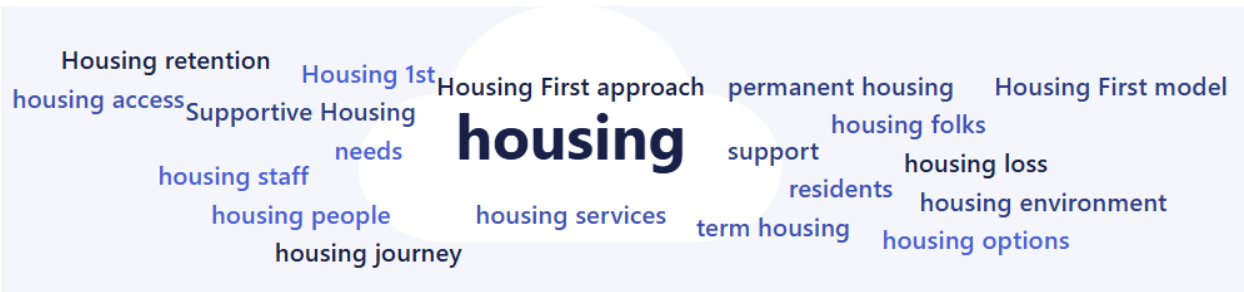 Housing retention
Housing 1st
Housing First approach
permanent housing
Housing First model
housing access
Supportive Housing
housing folks
housing
needs
support
housing loss
housing staff
residents
housing environment
housing people
housing services
term housing
housing options
housing journey